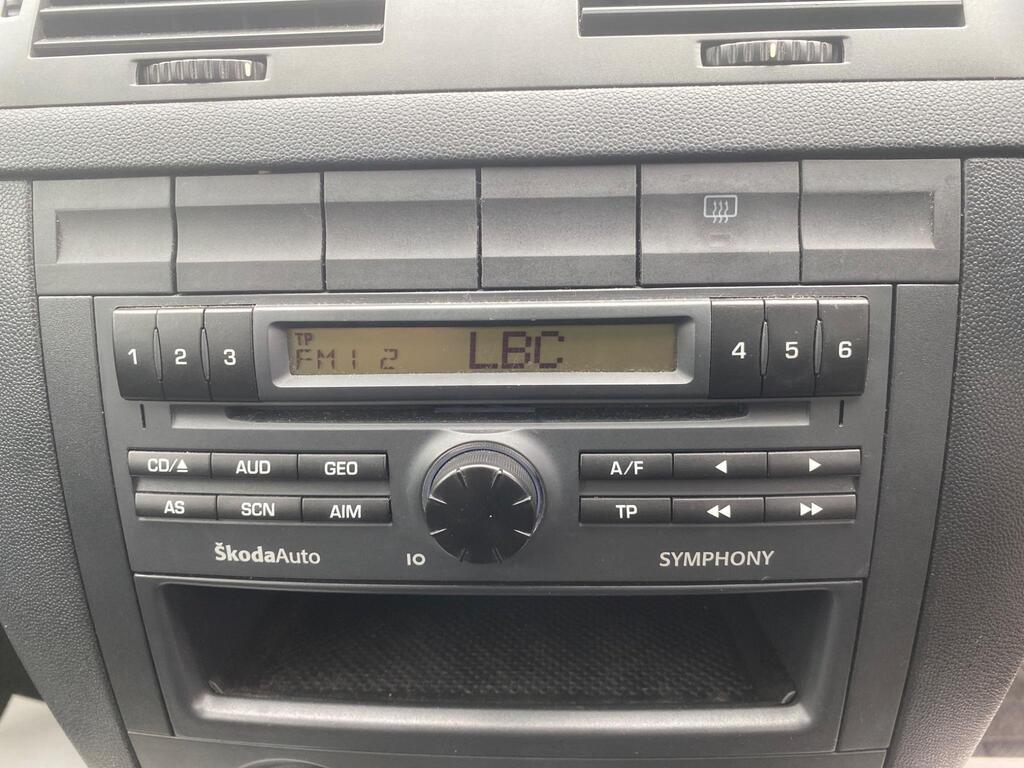 TP
FM1 2 LBC
1 2 3 4 5 6
CD/⏏ AUD GEO A/F ◀ ▶
AS SCN AIM TP ◀◀ ▶▶
ŠkodaAuto IO SYMPHONY